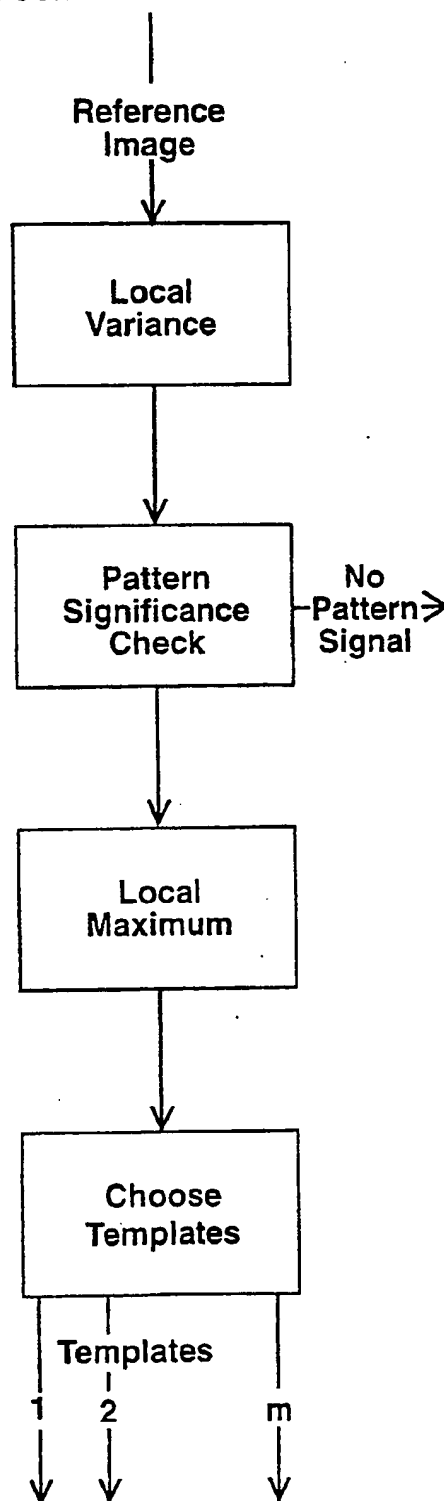 Reference
Image
Local
Variance
Pattern
Significance
Check
No
Pattern
Signal
Local
Maximum
Choose
Templates
Templates
1 2 m